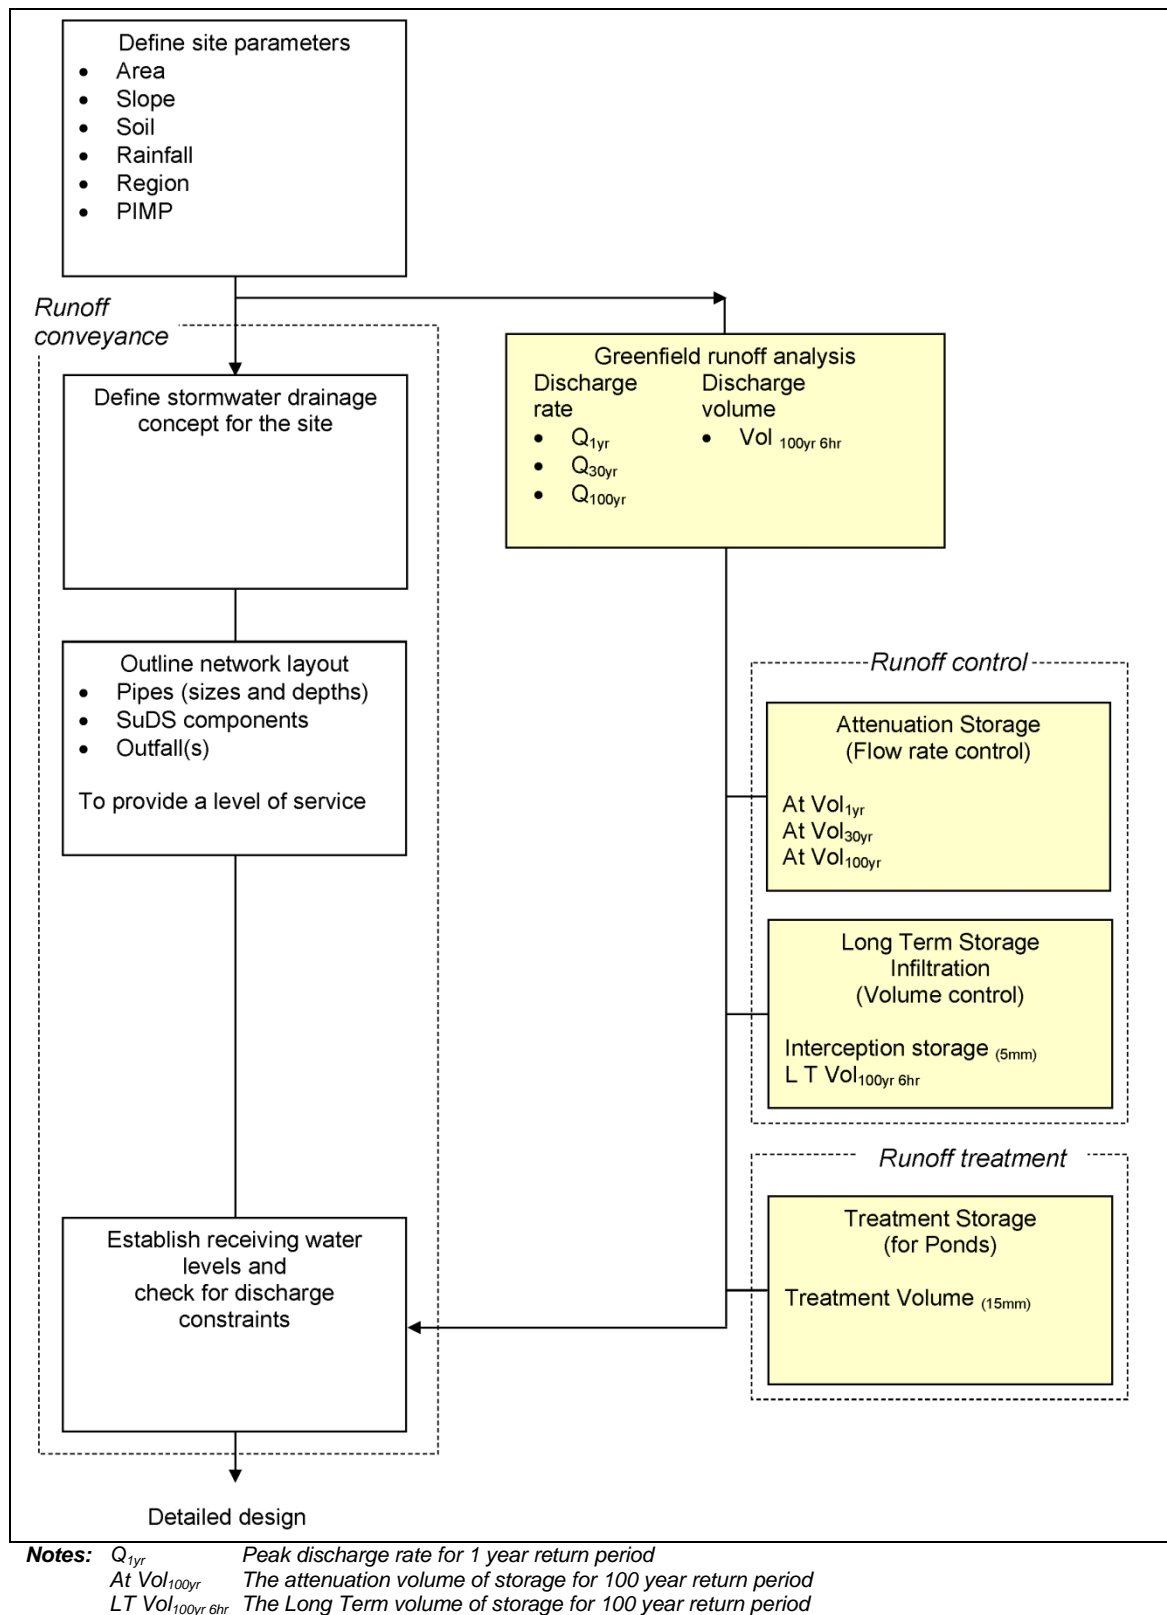 Define site parameters
• Area
• Slope
• Soil
• Rainfall
• Region
• PIMP
Runoff
conveyance
Define stormwater drainage
concept for the site
Outline network layout
• Pipes (sizes and depths)
• SuDS components
• Outfall(s)
To provide a level of service
Establish receiving water
levels and
check for discharge
constraints
Detailed design
Greenfield runoff analysis
Discharge
rate
• Q1yr
• Q30yr
• Q100yr
Discharge
volume
• Vol 100yr 6hr
Runoff control
Attenuation Storage
(Flow rate control)
At Vol1yr
At Vol30yr
At Vol100yr
Long Term Storage
Infiltration
(Volume control)
Interception storage (5mm)
L T Vol100yr 6hr
Runoff treatment
Treatment Storage
(for Ponds)
Treatment Volume (15mm)
Notes: Q1yr Peak discharge rate for 1 year return period
At Vol100yr The attenuation volume of storage for 100 year return period
LT Vol100yr 6hr The Long Term volume of storage for 100 year return period